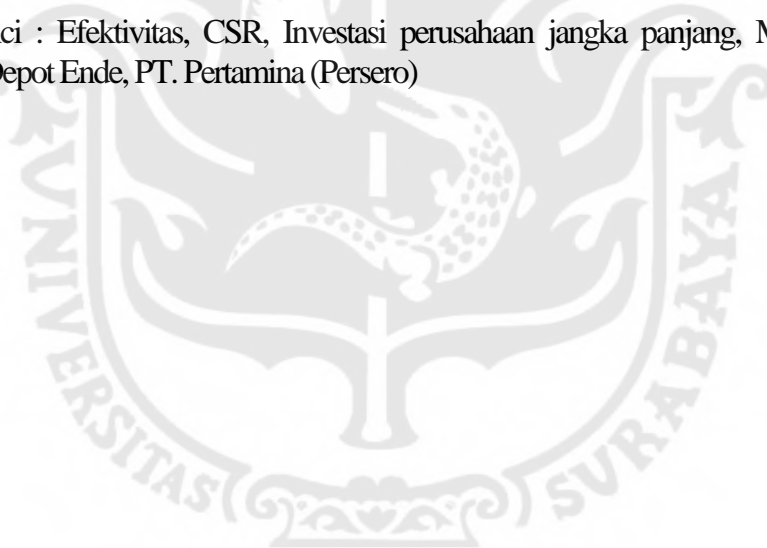 ci : Efektivitas, CSR, Investasi perusahaan jangka panjang, M
Depot Ende, PT. Pertamina (Persero)
UNIVERSITAS SURABAYA